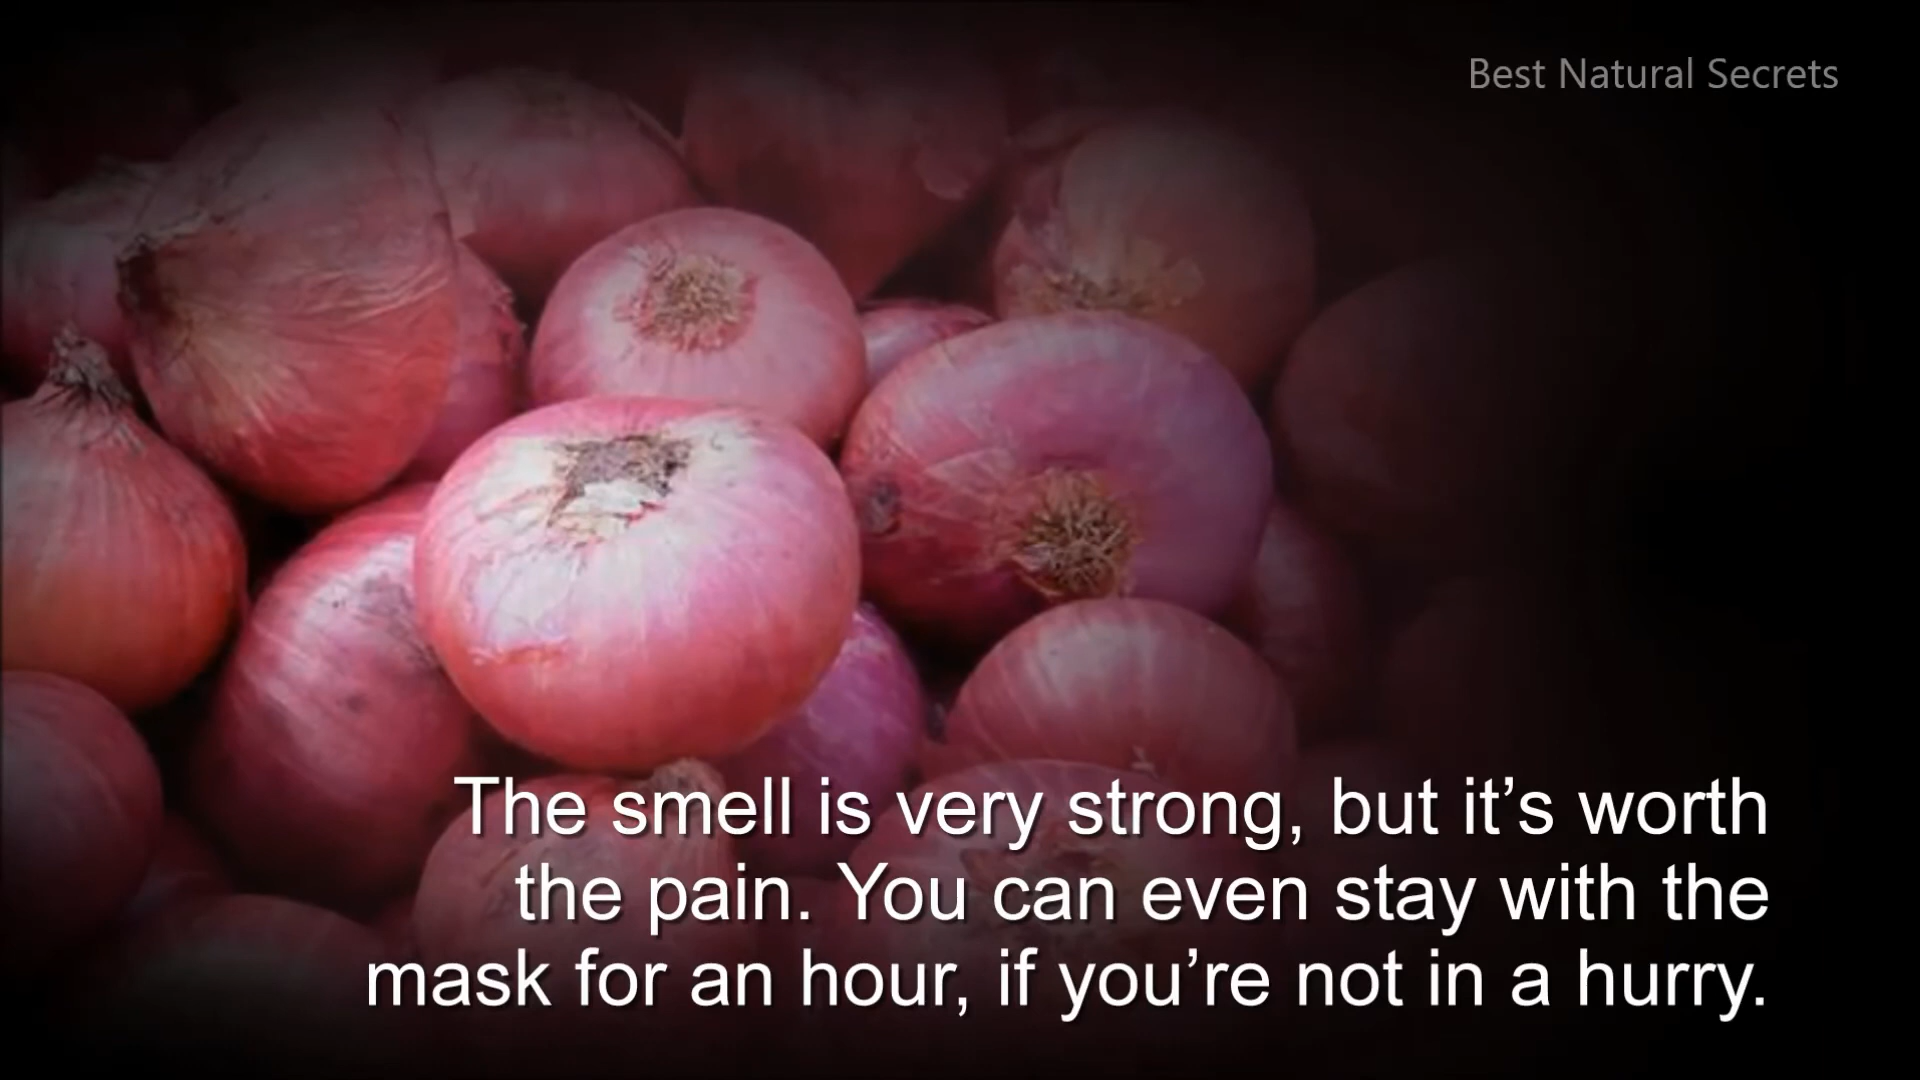 Best Natural Secrets
The smell is very strong, but it’s worth
the pain. You can even stay with the
mask for an hour, if you’re not in a hurry.